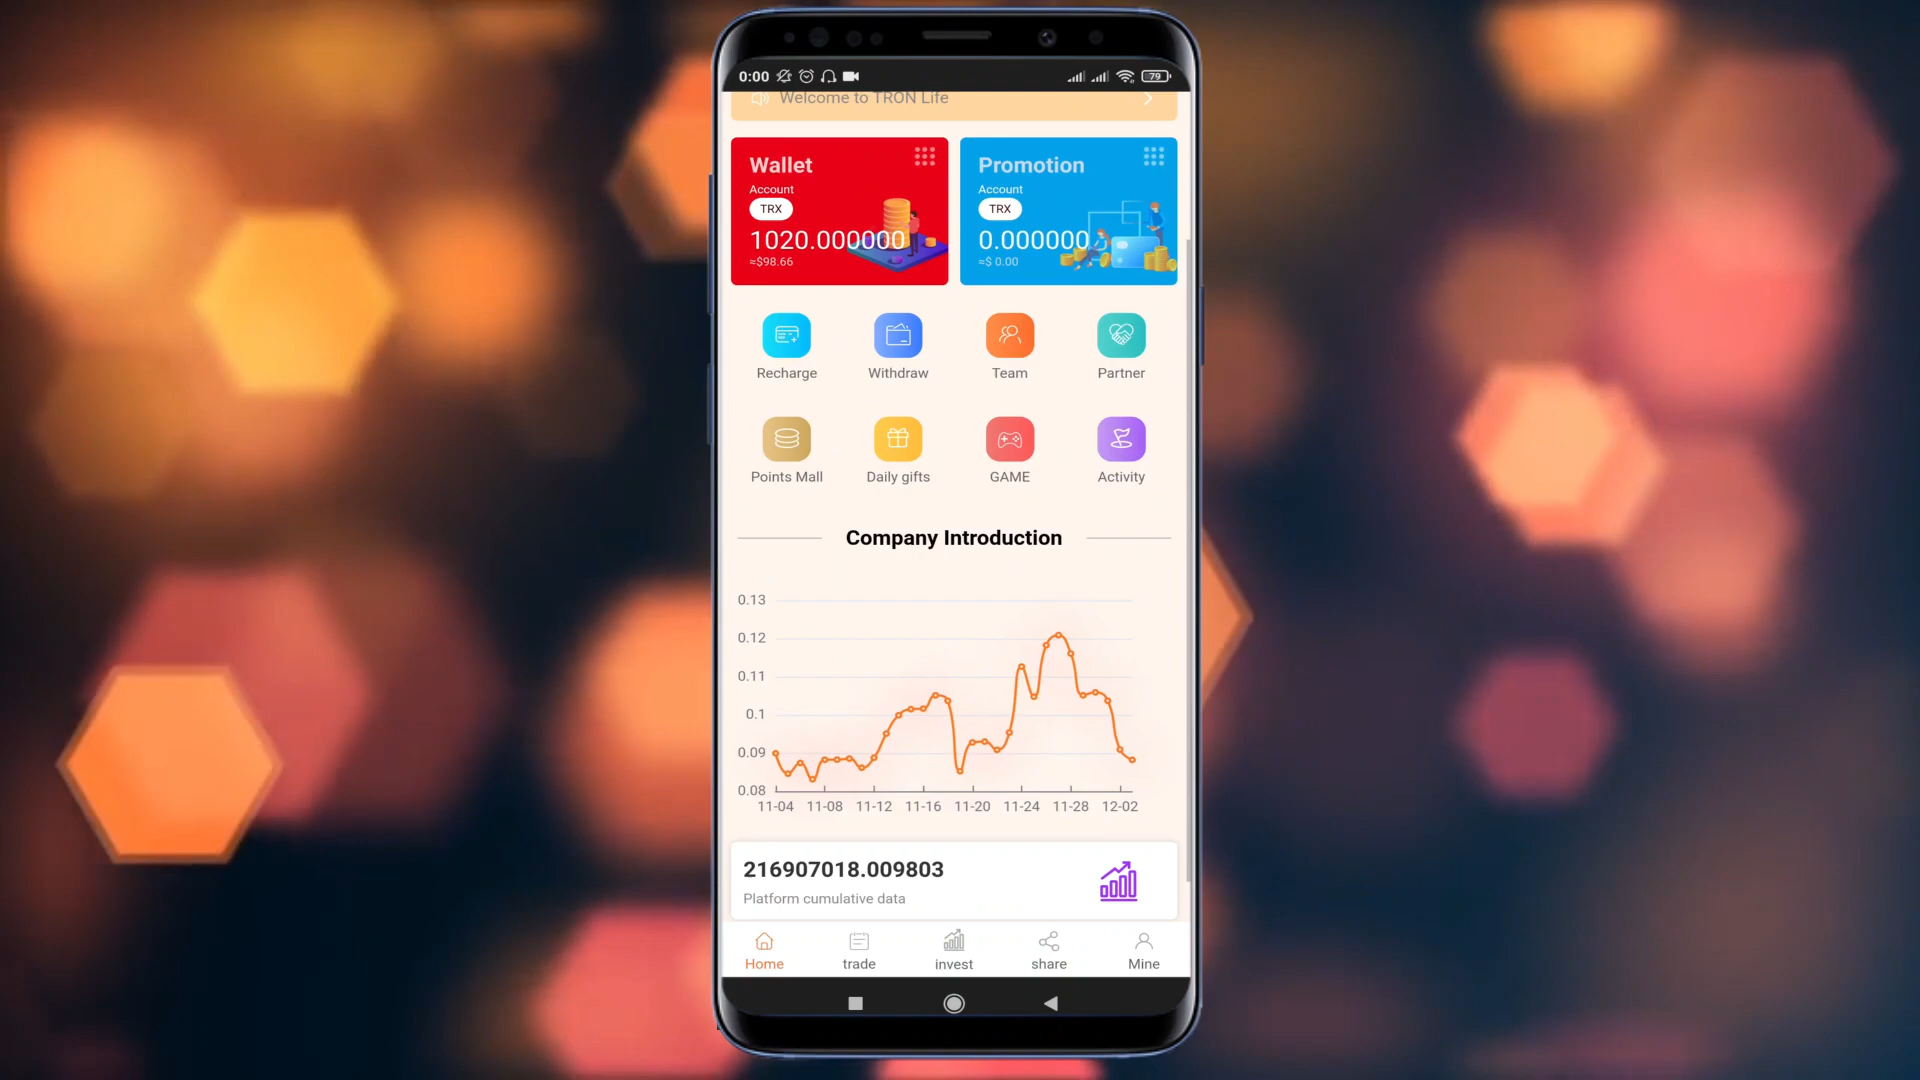 0:00 79
Welcome to TRON Life
Wallet
Account
TRX
1020.000000
≈$98.66
Promotion
Account
TRX
0.000000
≈$ 0.00
Recharge Withdraw Team Partner
Points Mall Daily gifts GAME Activity
Company Introduction
0.13
0.12
0.11
0.1
0.09
0.08
11-04 11-08 11-12 11-16 11-20 11-24 11-28 12-02
216907018.009803
Platform cumulative data
Home trade invest share Mine